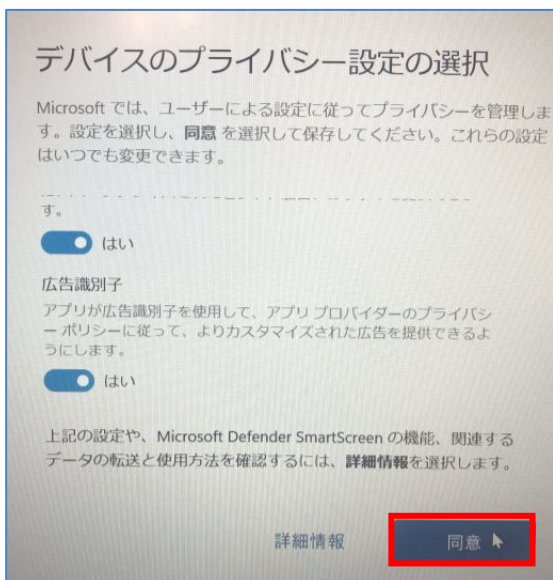 デバイスのプライバシー設定の選択
Microsoft では、ユーザーによる設定に従ってプライバシーを管理しま
す。設定を選択し、同意 を選択して保存してください。これらの設定
はいつでも変更できます。
す。
はい
広告識別子
アプリが広告識別子を使用して、アプリ プロバイダーのプライバシ
ー ポリシーに従って、よりカスタマイズされた広告を提供できるよ
うにします。
はい
上記の設定や、Microsoft Defender SmartScreen の機能、関連する
データの転送と使用方法を確認するには、詳細情報を選択します。
詳細情報
同意